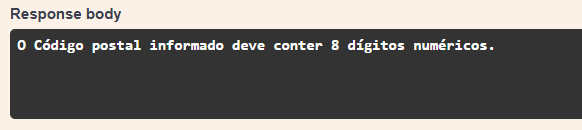 Response body
O Código postal informado deve conter 8 dígitos numéricos.